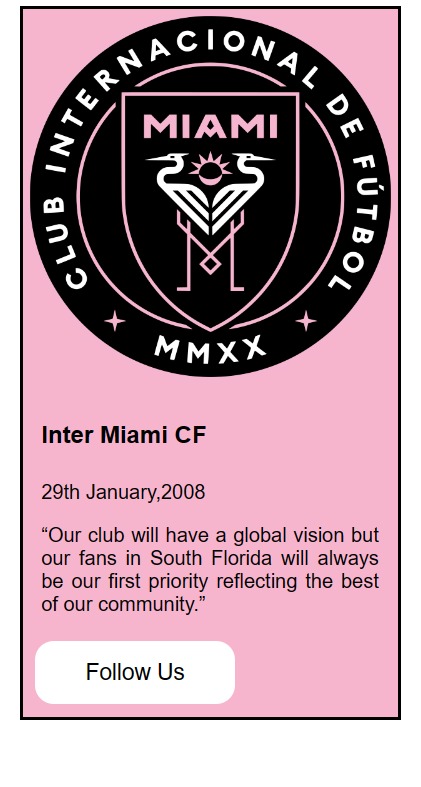 CLUB INTERNACIONAL DE FÚTBOL
MIAMI
MMXX
Inter Miami CF
29th January,2008
“Our club will have a global vision but
our fans in South Florida will always
be our first priority reflecting the best
of our community.”
Follow Us